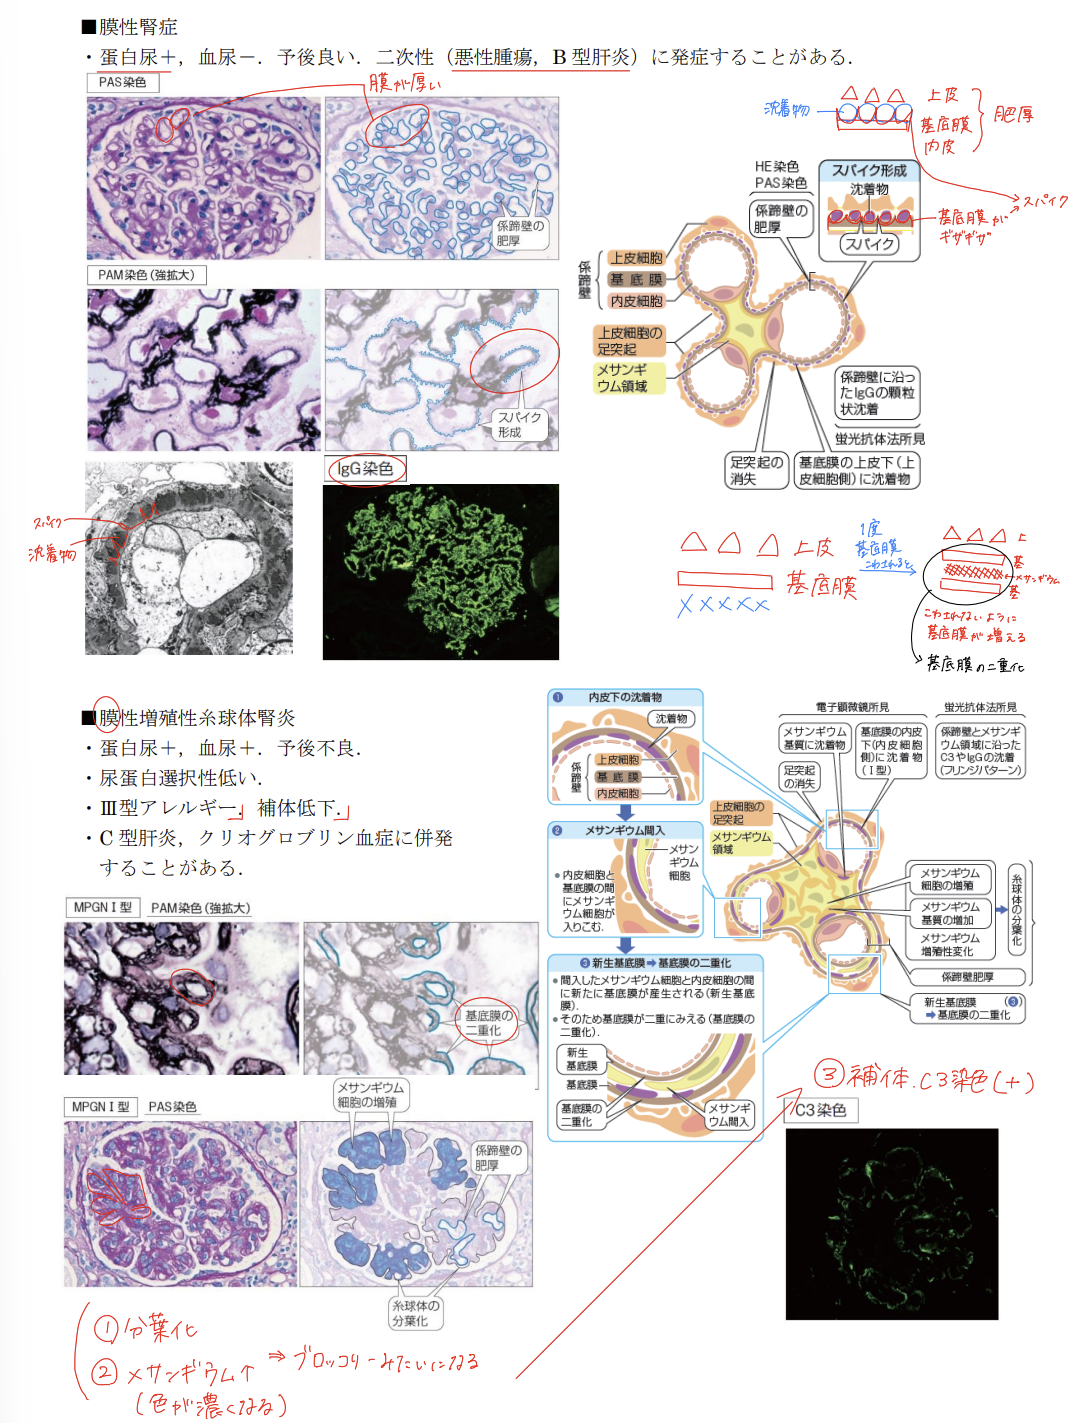 ■膜性腎症
・蛋白尿＋，血尿－．予後良い．二次性（悪性腫瘍，B型肝炎）に発症することがある．
PAS染色
膜が厚い
係蹄壁の
肥厚
PAM染色（強拡大）
スパイク
形成
IgG染色
スパイク
沈着物
沈着物
上皮
基底膜
内皮
肥厚
HE染色
PAS染色
係蹄壁の
肥厚
スパイク形成
沈着物
スパイク
スパイク
基底膜が
ギザギザ
係蹄壁
上皮細胞
基底膜
内皮細胞
上皮細胞の
足突起
メサンギ
ウム領域
係蹄壁に沿っ
たIgGの顆粒
状沈着
蛍光抗体法所見
足突起の
消失
基底膜の上皮下（上
皮細胞側）に沈着物
上皮
基底膜
×××××
1度
基底膜
こわれると
上
基
メサンギウム
基
こわれないように
基底膜が増える
基底膜の二重化
■膜性増殖性糸球体腎炎
・蛋白尿＋，血尿＋．予後不良．
・尿蛋白選択性低い．
・Ⅲ型アレルギー．補体低下．
・C型肝炎，クリオグロブリン血症に併発
することがある．
MPGNⅠ型 PAM染色（強拡大）
基底膜の
二重化
MPGNⅠ型 PAS染色
メサンギウム
細胞の増殖
係蹄壁の
肥厚
糸球体の
分葉化
①分葉化
②メサンギウム↑
（色が濃くなる）
⇒ブロッコリーみたいになる
❶ 内皮下の沈着物
沈着物
係蹄壁
上皮細胞
基底膜
内皮細胞
❷ メサンギウム間入
メサン
ギウム
細胞
●内皮細胞と
基底膜の間
にメサンギ
ウム細胞が
入りこむ．
❸新生基底膜➡基底膜の二重化
●間入したメサンギウム細胞と内皮細胞の間
に新たに基底膜が産生される（新生基底
膜）．
●そのため基底膜が二重にみえる（基底膜の
二重化）．
新生
基底膜
基底膜
基底膜の
二重化
メサンギ
ウム間入
電子顕微鏡所見
メサンギウム
基質に沈着物
基底膜の内皮
下（内皮細胞
側）に沈着物
（Ⅰ型）
足突起
の消失
蛍光抗体法所見
係蹄壁とメサンギ
ウム領域に沿った
C3やIgGの沈着
（フリンジパターン）
上皮細胞の
足突起
メサンギウム
領域
メサンギウム
細胞の増殖
メサンギウム
基質の増加
メサンギウム
増殖性変化
糸球体の分葉化
係蹄壁肥厚
新生基底膜（❸）
➡基底膜の二重化
③補体．C3染色（＋）
C3染色